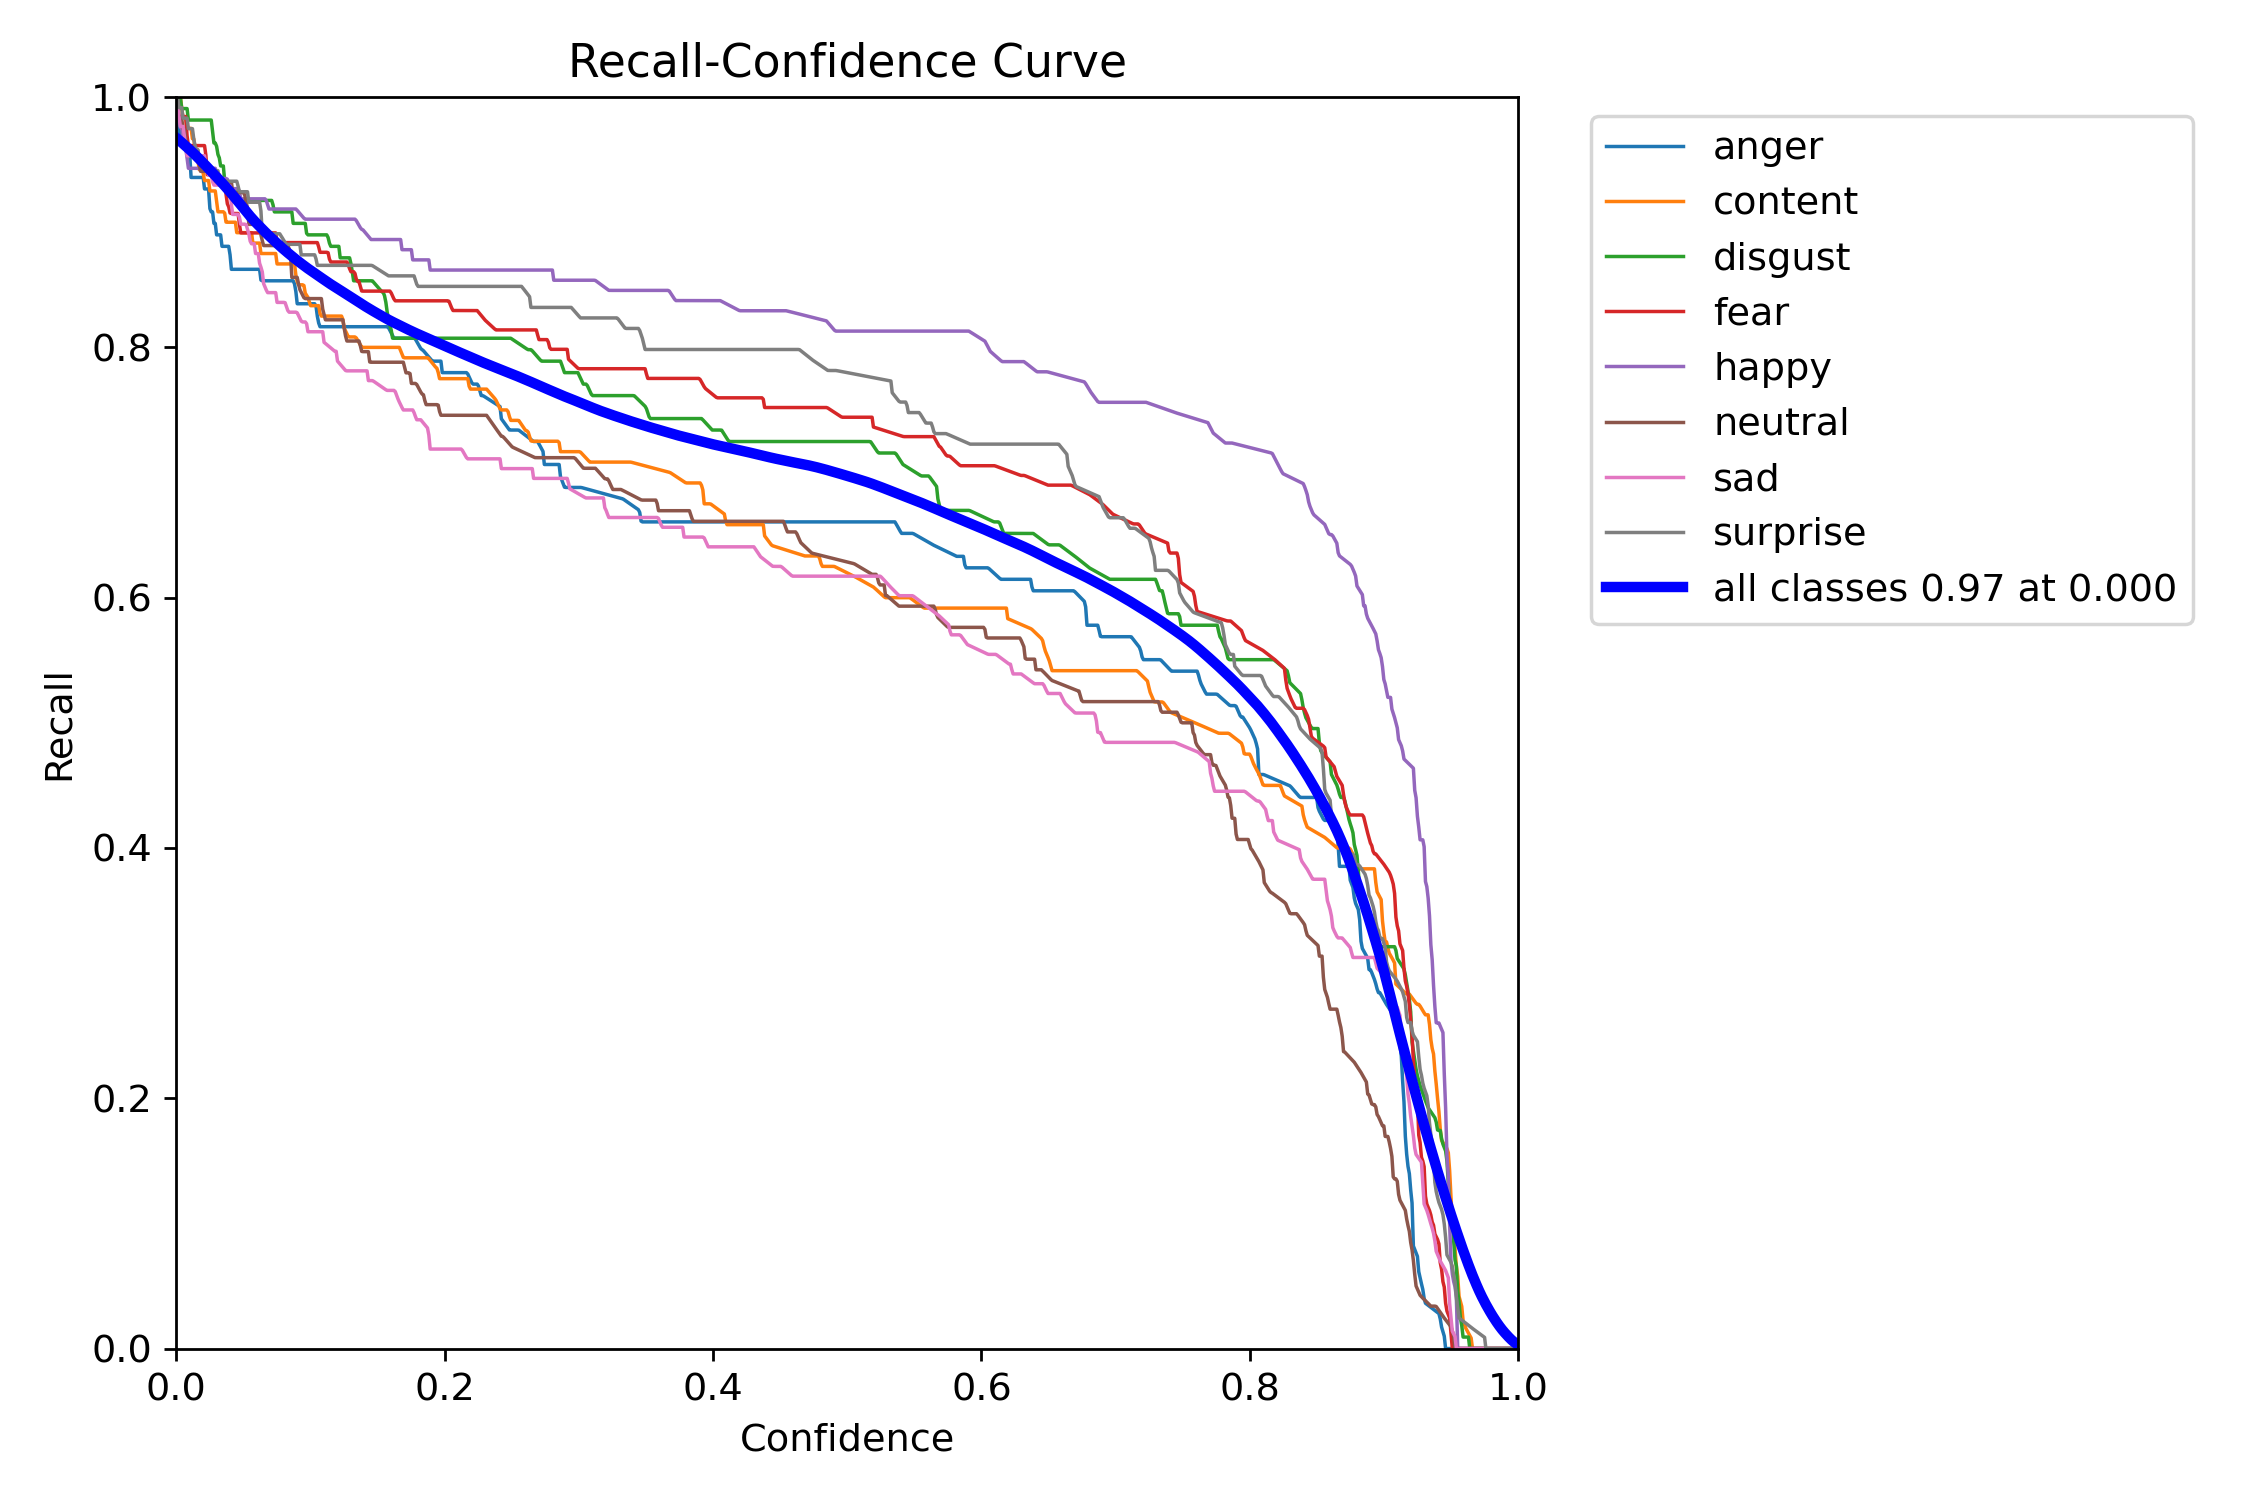 Recall-Confidence Curve
1.0
0.8
0.6
0.4
0.2
0.0
Recall
0.0 0.2 0.4 0.6 0.8 1.0
Confidence
anger
content
disgust
fear
happy
neutral
sad
surprise
all classes 0.97 at 0.000